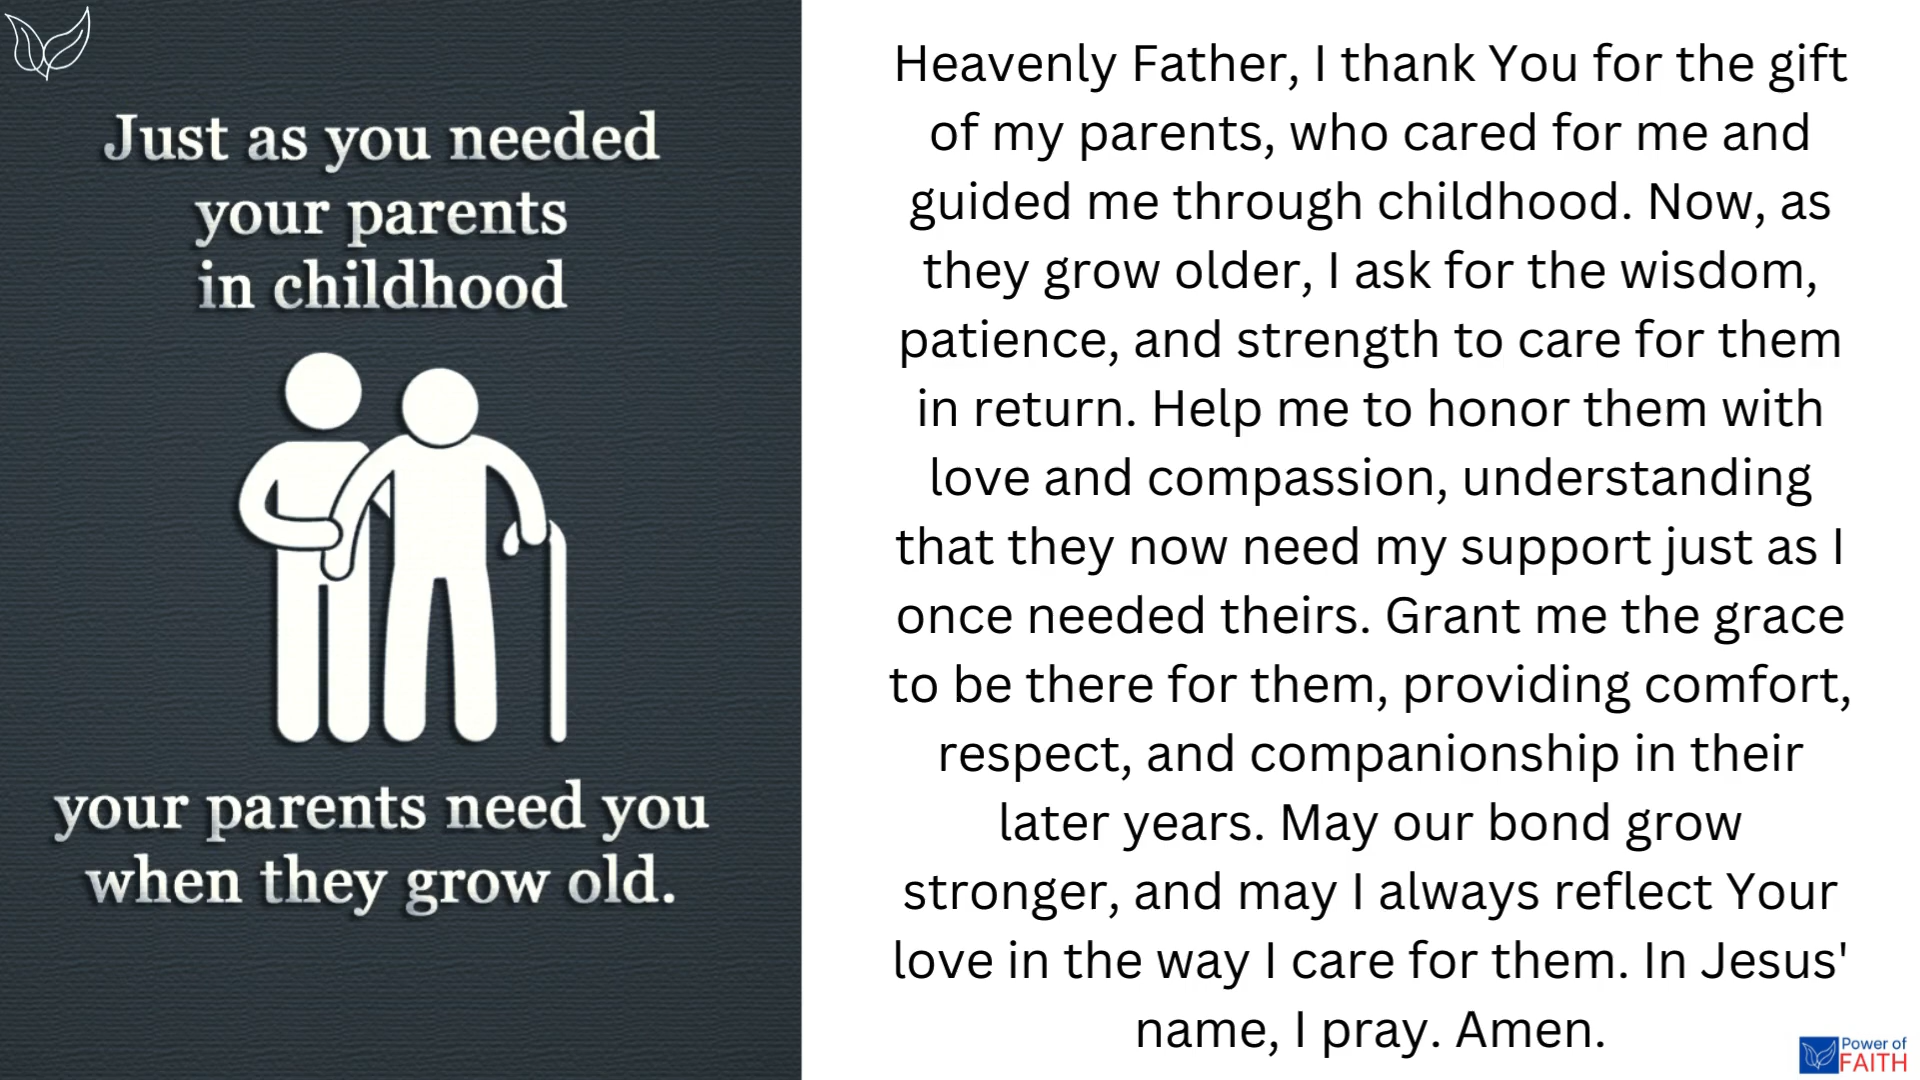 Just as you needed
your parents
in childhood
your parents need you
when they grow old.
Heavenly Father, I thank You for the gift
of my parents, who cared for me and
guided me through childhood. Now, as
they grow older, I ask for the wisdom,
patience, and strength to care for them
in return. Help me to honor them with
love and compassion, understanding
that they now need my support just as I
once needed theirs. Grant me the grace
to be there for them, providing comfort,
respect, and companionship in their
later years. May our bond grow
stronger, and may I always reflect Your
love in the way I care for them. In Jesus'
name, I pray. Amen.
Power of
FAITH